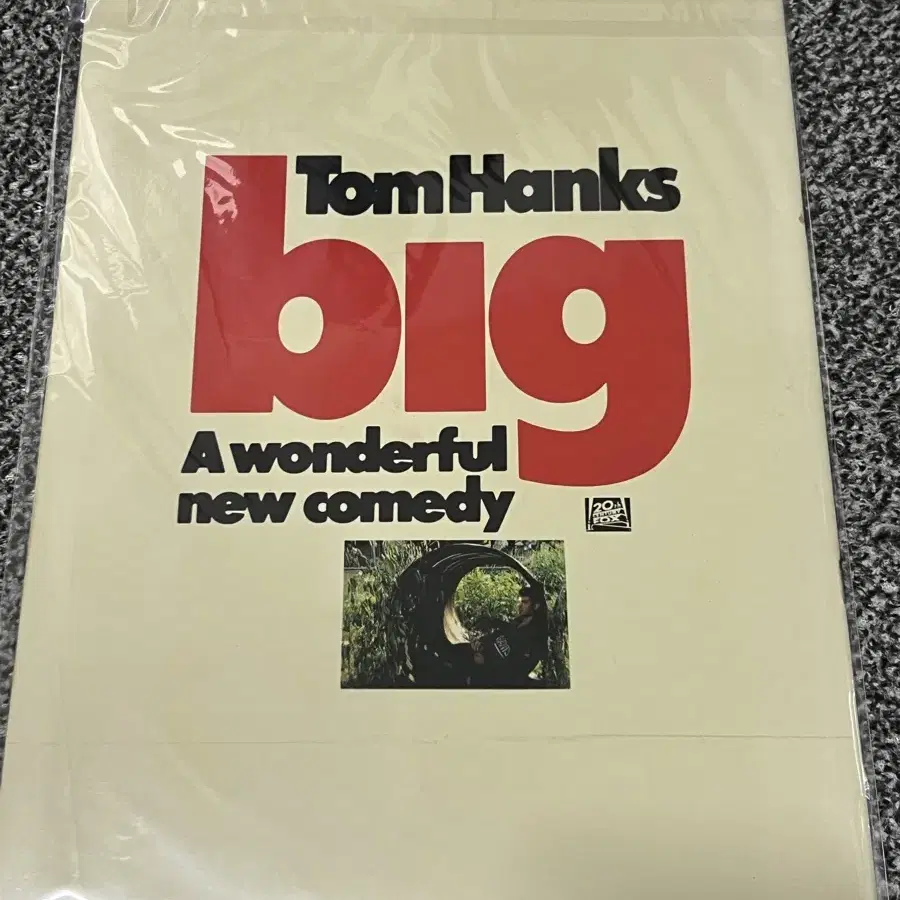 Tom Hanks
big
A wonderful
new comedy
20th
CENTURY
FOX